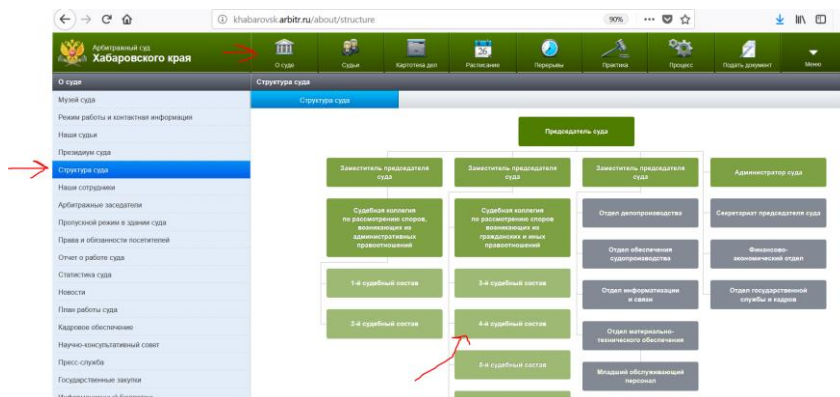 khabarovsk.arbitr.ru/about/structure
90%
Арбитражный суд
Хабаровского края
О суде
Судьи
Картотека дел
26
Расписание
Перерывы
Практика
Процесс
Подать документ
Меню
О суде
Структура суда
Музей суда
Режим работы и контактная информация
Наши судьи
Президиум суда
Структура суда
Наши сотрудники
Арбитражные заседатели
Пропускной режим в здании суда
Права и обязанности посетителей
Отчет о работе суда
Статистика суда
Новости
План работы суда
Кадровое обеспечение
Научно-консультативный совет
Пресс-служба
Государственные закупки
Информационный бюллетень
Структура суда
Председатель суда
Заместитель председателя
суда
Заместитель председателя
суда
Заместитель председателя
суда
Администратор суда
Судебная коллегия
по рассмотрению споров,
возникающих из
административных
правоотношений
Судебная коллегия
по рассмотрению споров
возникающих из
гражданских и иных
правоотношений
Отдел делопроизводства
Секретариат председателя суда
Отдел обеспечения
судопроизводства
Финансово-
экономический отдел
1-й судебный состав
3-й судебный состав
Отдел информатизации
и связи
Отдел государственной
службы и кадров
2-й судебный состав
4-й судебный состав
Отдел материально-
технического обеспечения
5-й судебный состав
Младший обслуживающий
персонал